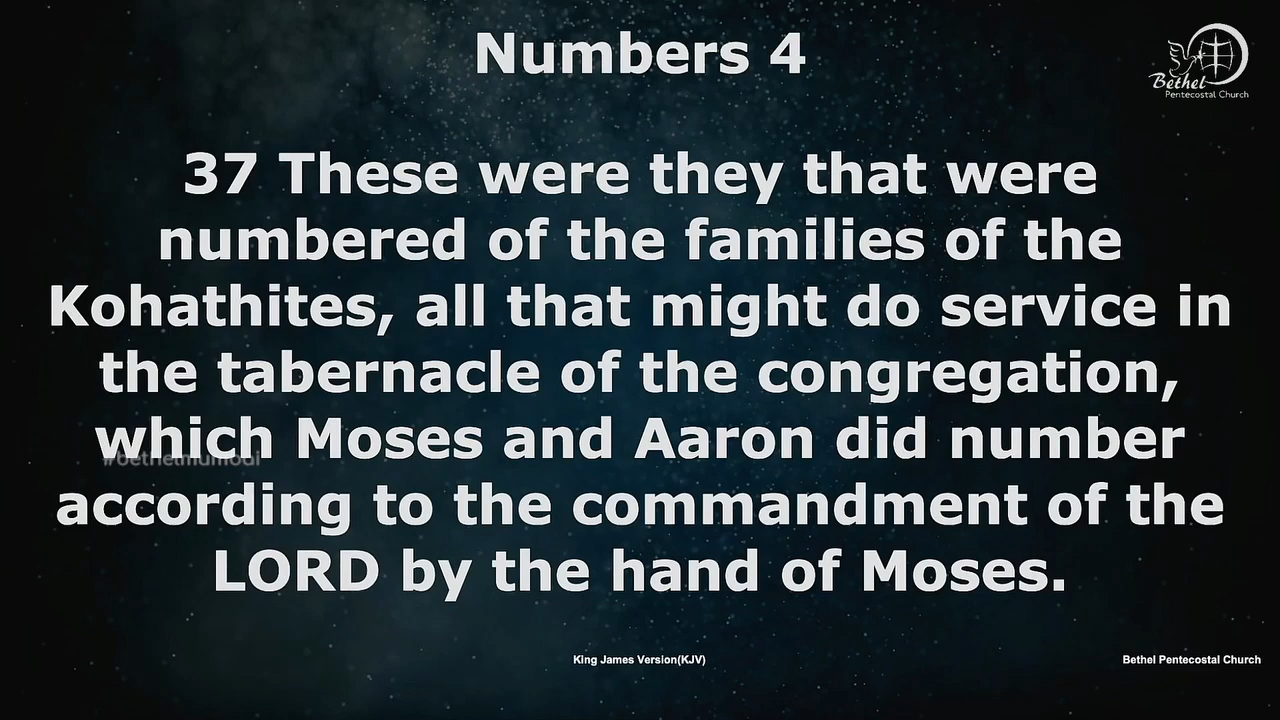 Numbers 4
Bethel
Pentecostal Church
37 These were they that were
numbered of the families of the
Kohathites, all that might do service in
the tabernacle of the congregation,
which Moses and Aaron did number
according to the commandment of the
LORD by the hand of Moses.
King James Version(KJV)
Bethel Pentecostal Church